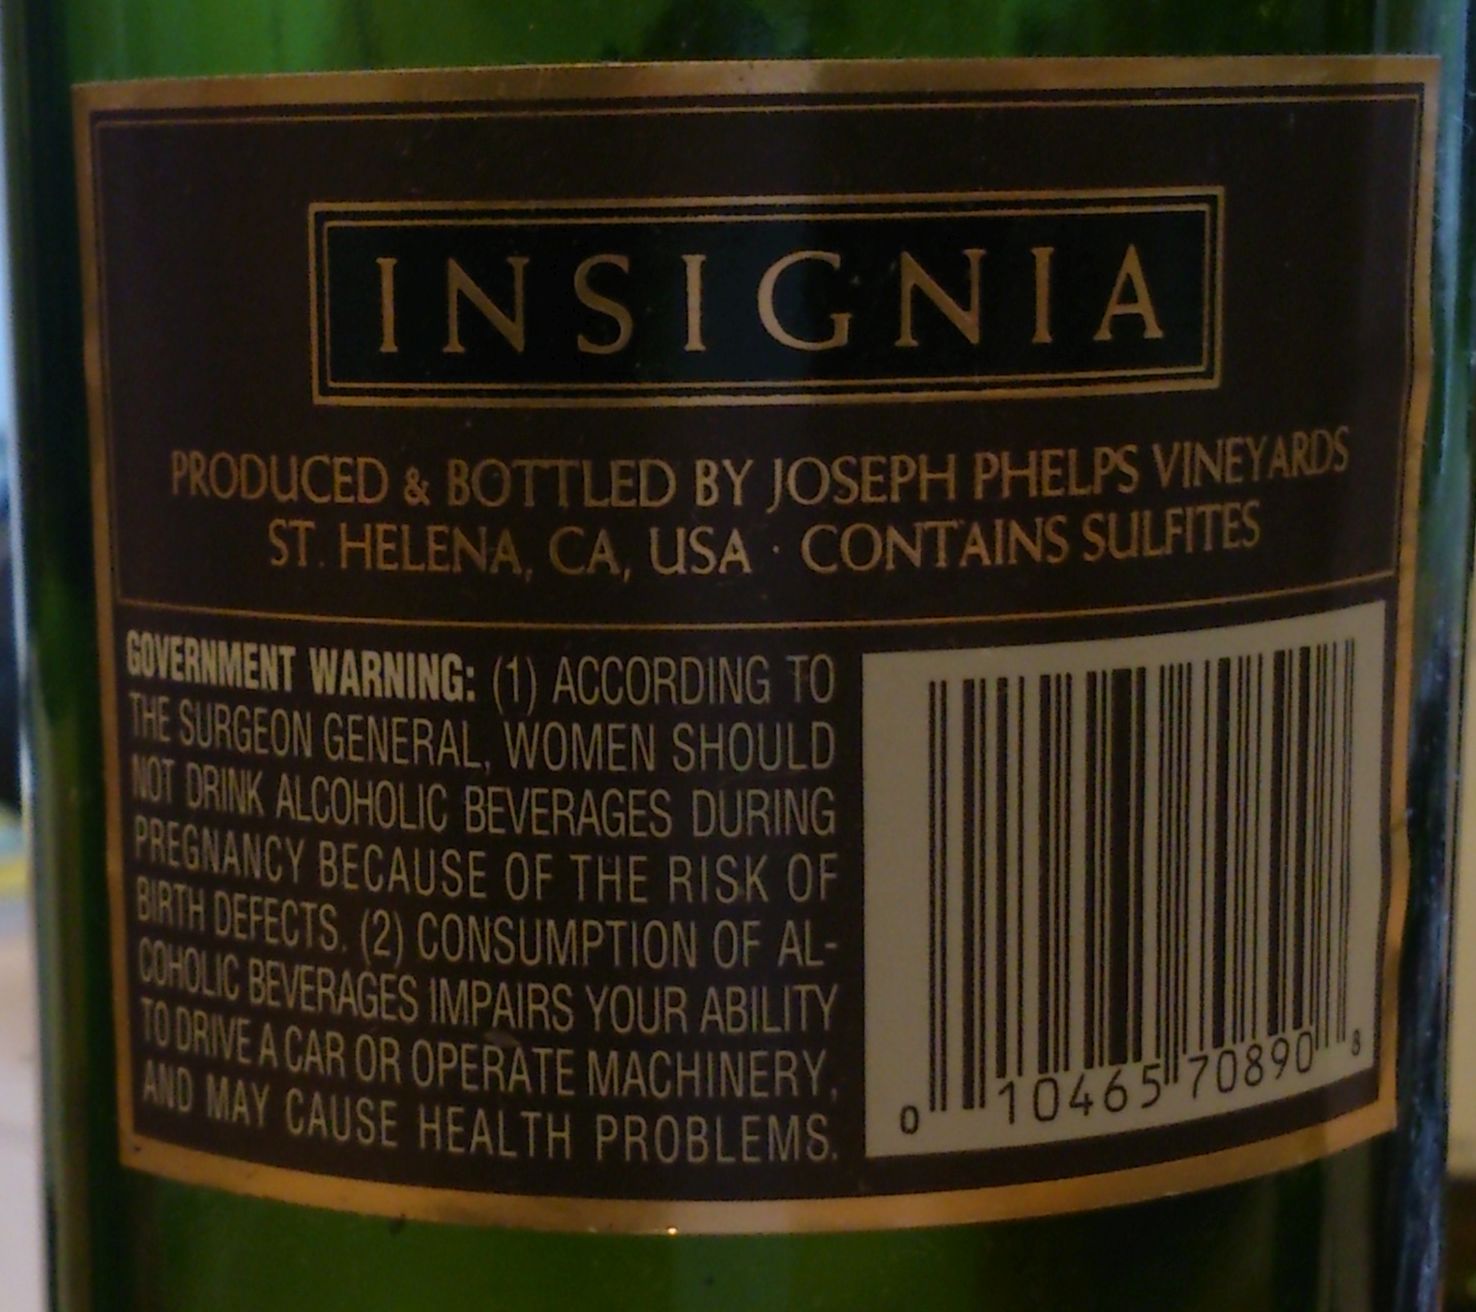 INSIGNIA
PRODUCED & BOTTLED BY JOSEPH PHELPS VINEYARDS
ST. HELENA, CA, USA · CONTAINS SULFITES
GOVERNMENT WARNING: (1) ACCORDING TO
THE SURGEON GENERAL, WOMEN SHOULD
NOT DRINK ALCOHOLIC BEVERAGES DURING
PREGNANCY BECAUSE OF THE RISK OF
BIRTH DEFECTS. (2) CONSUMPTION OF AL-
COHOLIC BEVERAGES IMPAIRS YOUR ABILITY
TO DRIVE A CAR OR OPERATE MACHINERY,
AND MAY CAUSE HEALTH PROBLEMS.
0 10465 70890 8